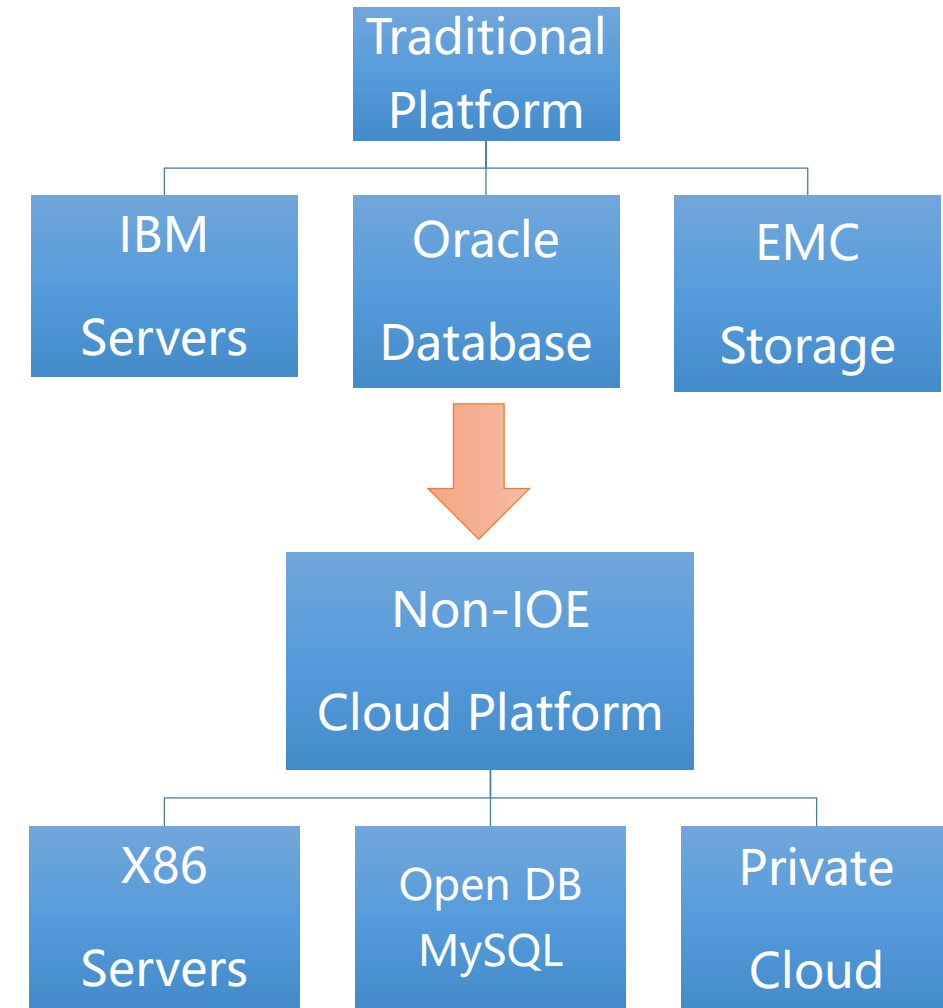 Traditional
Platform
IBM
Servers
Oracle
Database
EMC
Storage
Non-IOE
Cloud Platform
X86
Servers
Open DB
MySQL
Private
Cloud